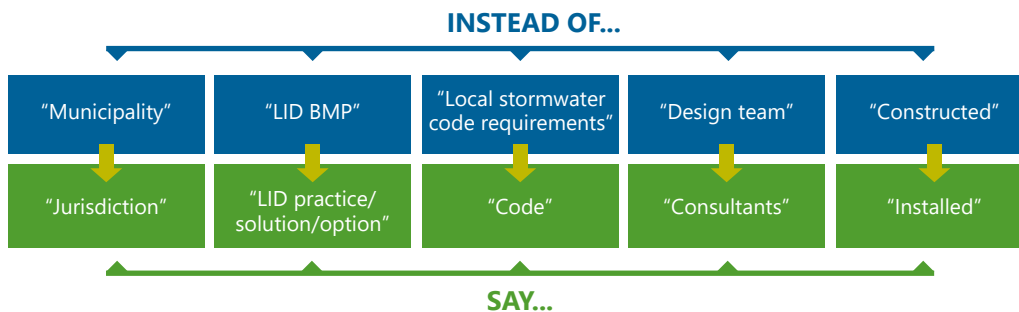 INSTEAD OF...
“Municipality”
“LID BMP”
“Local stormwater
code requirements”
“Design team”
“Constructed”
“Jurisdiction”
“LID practice/
solution/option”
“Code”
“Consultants”
“Installed”
SAY...